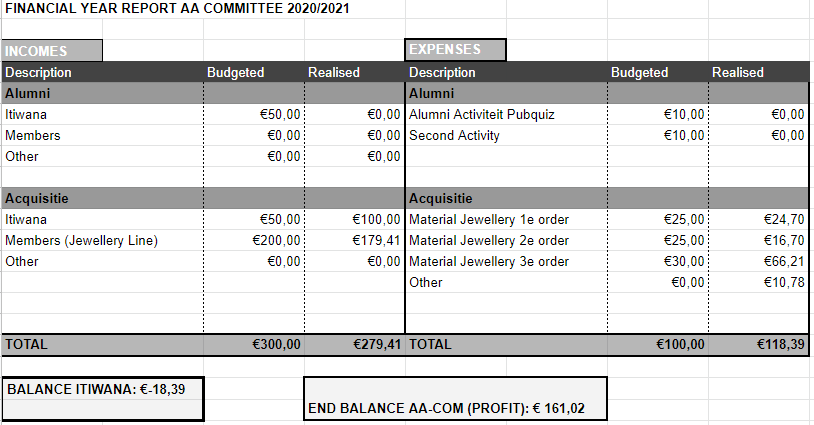 FINANCIAL YEAR REPORT AA COMMITTEE 2020/2021
INCOMES EXPENSES
Description Budgeted Realised Description Budgeted Realised
Alumni Alumni
Itiwana €50,00 €0,00 Alumni Activiteit Pubquiz €10,00 €0,00
Members €0,00 €0,00 Second Activity €10,00 €0,00
Other €0,00 €0,00
Acquisitie Acquisitie
Itiwana €50,00 €100,00 Material Jewellery 1e order €25,00 €24,70
Members (Jewellery Line) €200,00 €179,41 Material Jewellery 2e order €25,00 €16,70
Other €0,00 €0,00 Material Jewellery 3e order €30,00 €66,21
Other €0,00 €10,78
TOTAL €300,00 €279,41 TOTAL €100,00 €118,39
BALANCE ITIWANA: €-18,39
END BALANCE AA-COM (PROFIT): € 161,02